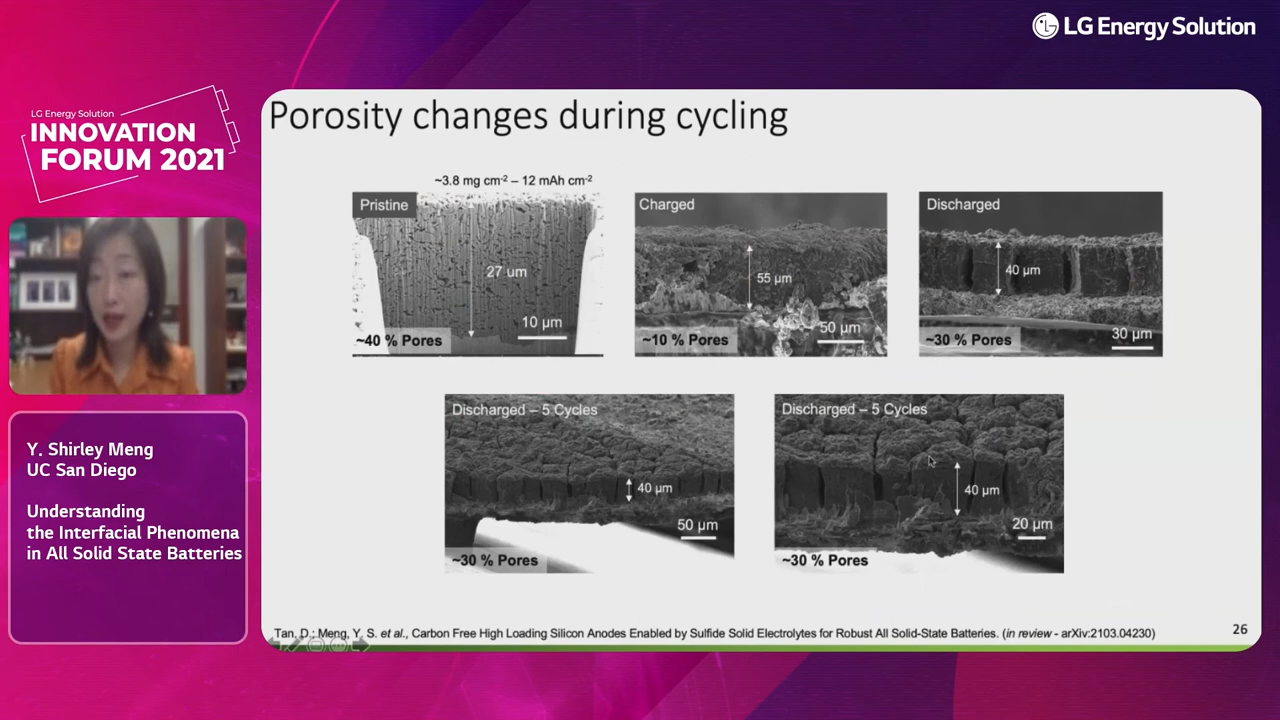 LG Energy Solution
LG Energy Solution
INNOVATION
FORUM 2021
Y. Shirley Meng
UC San Diego
Understanding
the Interfacial Phenomena
in All Solid State Batteries
Porosity changes during cycling
~3.8 mg cm-2 – 12 mAh cm-2
Pristine
27 um
10 µm
~40 % Pores
Charged
55 µm
50 µm
~10 % Pores
Discharged
40 µm
30 µm
~30 % Pores
Discharged – 5 Cycles
40 µm
50 µm
~30 % Pores
Discharged – 5 Cycles
40 µm
20 µm
~30 % Pores
Tan, D.; Meng, Y. S. et al., Carbon Free High Loading Silicon Anodes Enabled by Sulfide Solid Electrolytes for Robust All Solid-State Batteries. (in review - arXiv:2103.04230)
26